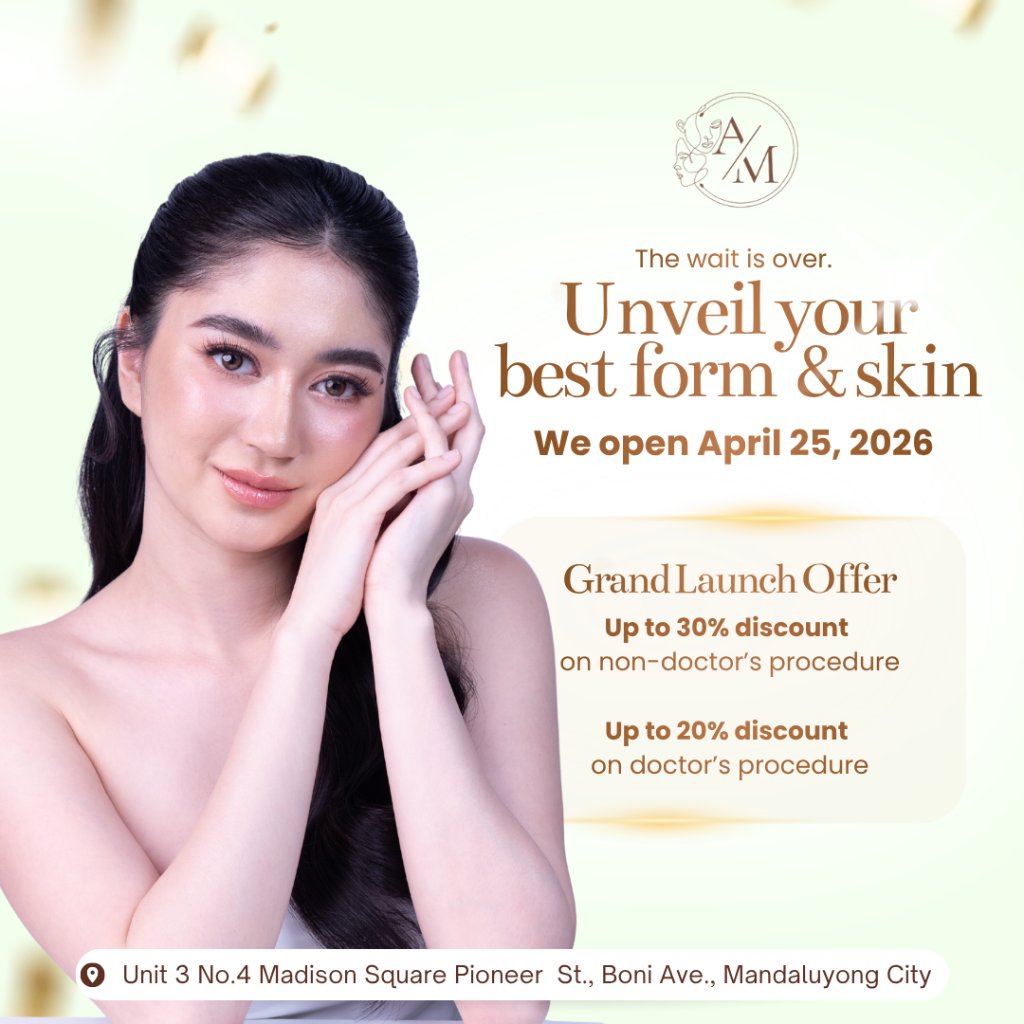 A/M
The wait is over.
Unveil your
best form & skin
We open April 25, 2026
Grand Launch Offer
Up to 30% discount
on non-doctor’s procedure
Up to 20% discount
on doctor’s procedure
Unit 3 No.4 Madison Square Pioneer  St., Boni Ave., Mandaluyong City